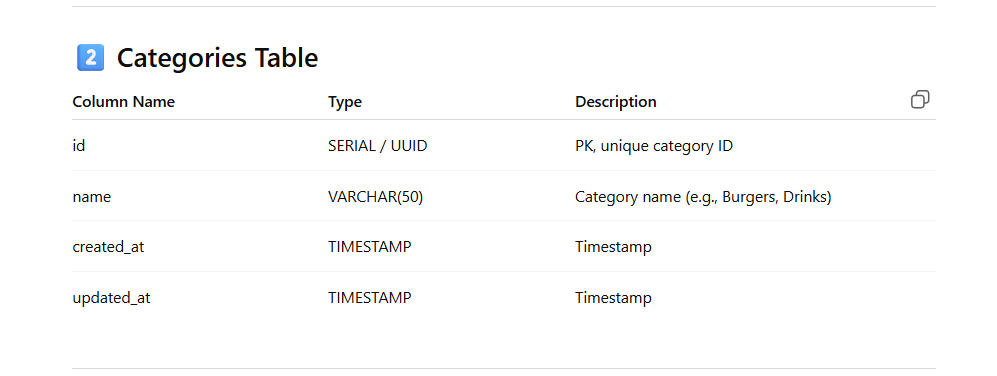 2 Categories Table
Column Name Type Description
id SERIAL / UUID PK, unique category ID
name VARCHAR(50) Category name (e.g., Burgers, Drinks)
created_at TIMESTAMP Timestamp
updated_at TIMESTAMP Timestamp